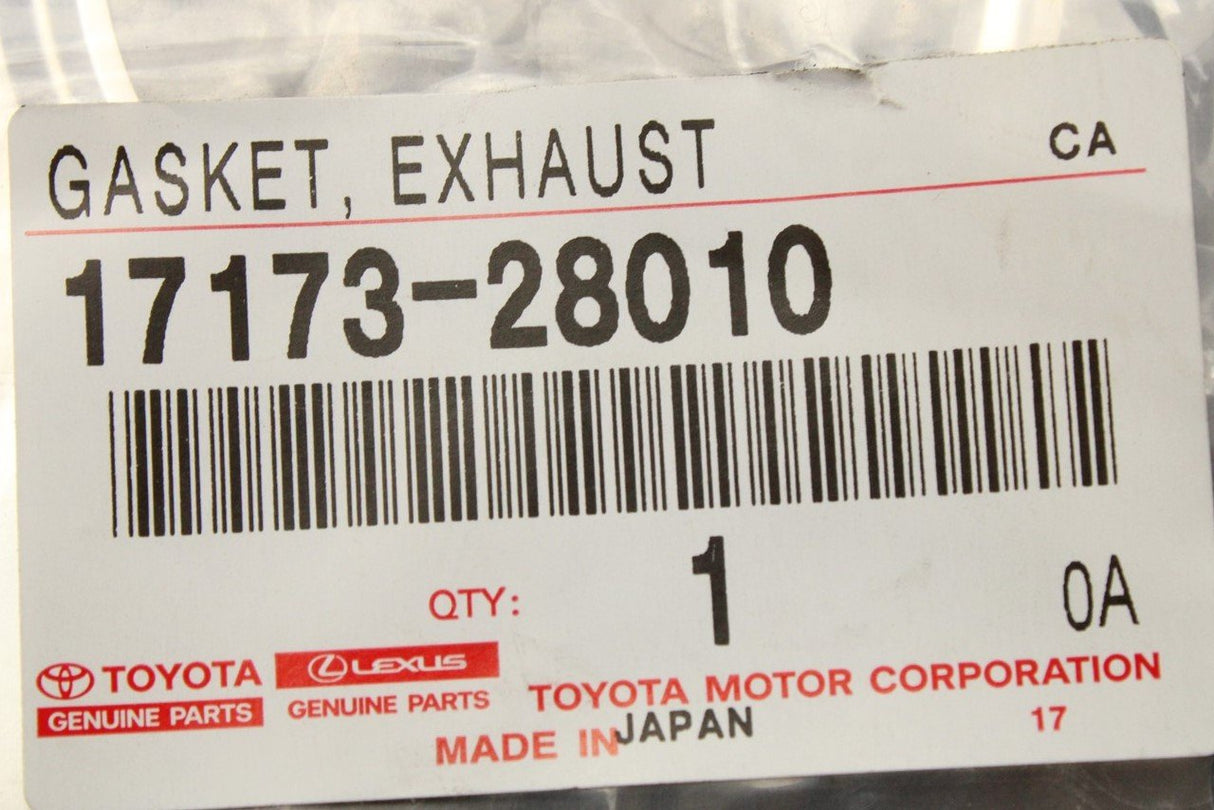 GASKET, EXHAUST CA
17173-28010
QTY: 1 0A
TOYOTA LEXUS
GENUINE PARTS GENUINE PARTS
TOYOTA MOTOR CORPORATION
MADE IN JAPAN 17